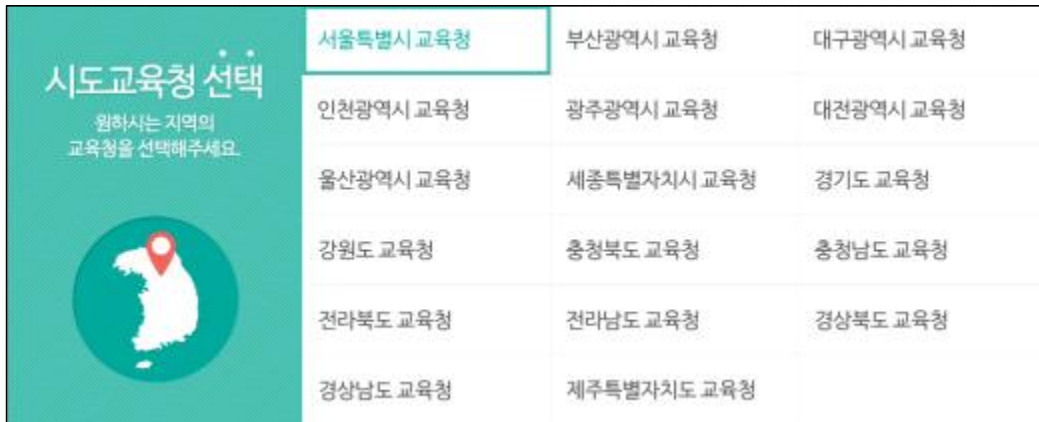 시도교육청 선택
원하시는 지역의
교육청을 선택해주세요.
서울특별시 교육청
부산광역시 교육청
대구광역시 교육청
인천광역시 교육청
광주광역시 교육청
대전광역시 교육청
울산광역시 교육청
세종특별자치시 교육청
경기도 교육청
강원도 교육청
충청북도 교육청
충청남도 교육청
전라북도 교육청
전라남도 교육청
경상북도 교육청
경상남도 교육청
제주특별자치도 교육청